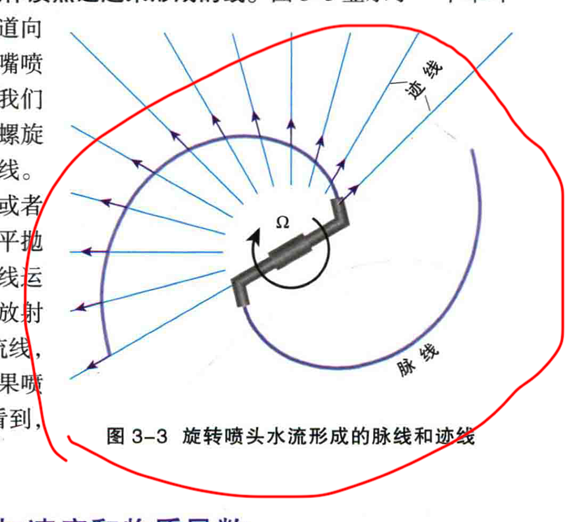 道向
嘴喷
我们
螺旋
线。
或者
平抛
线运
放射
流线，
果喷
看到，
迹线
Ω
脉线
图 3-3 旋转喷头水流形成的脉线和迹线